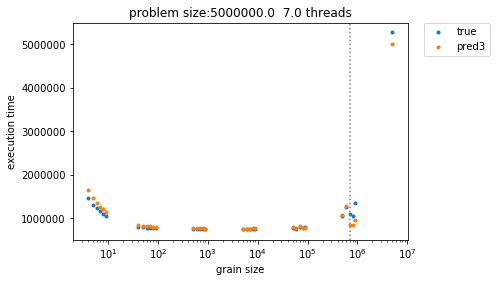 problem size:5000000.0  7.0 threads
true
pred3
5000000
4000000
3000000
2000000
1000000
execution time
10^1
10^2
10^3
10^4
10^5
10^6
10^7
grain size